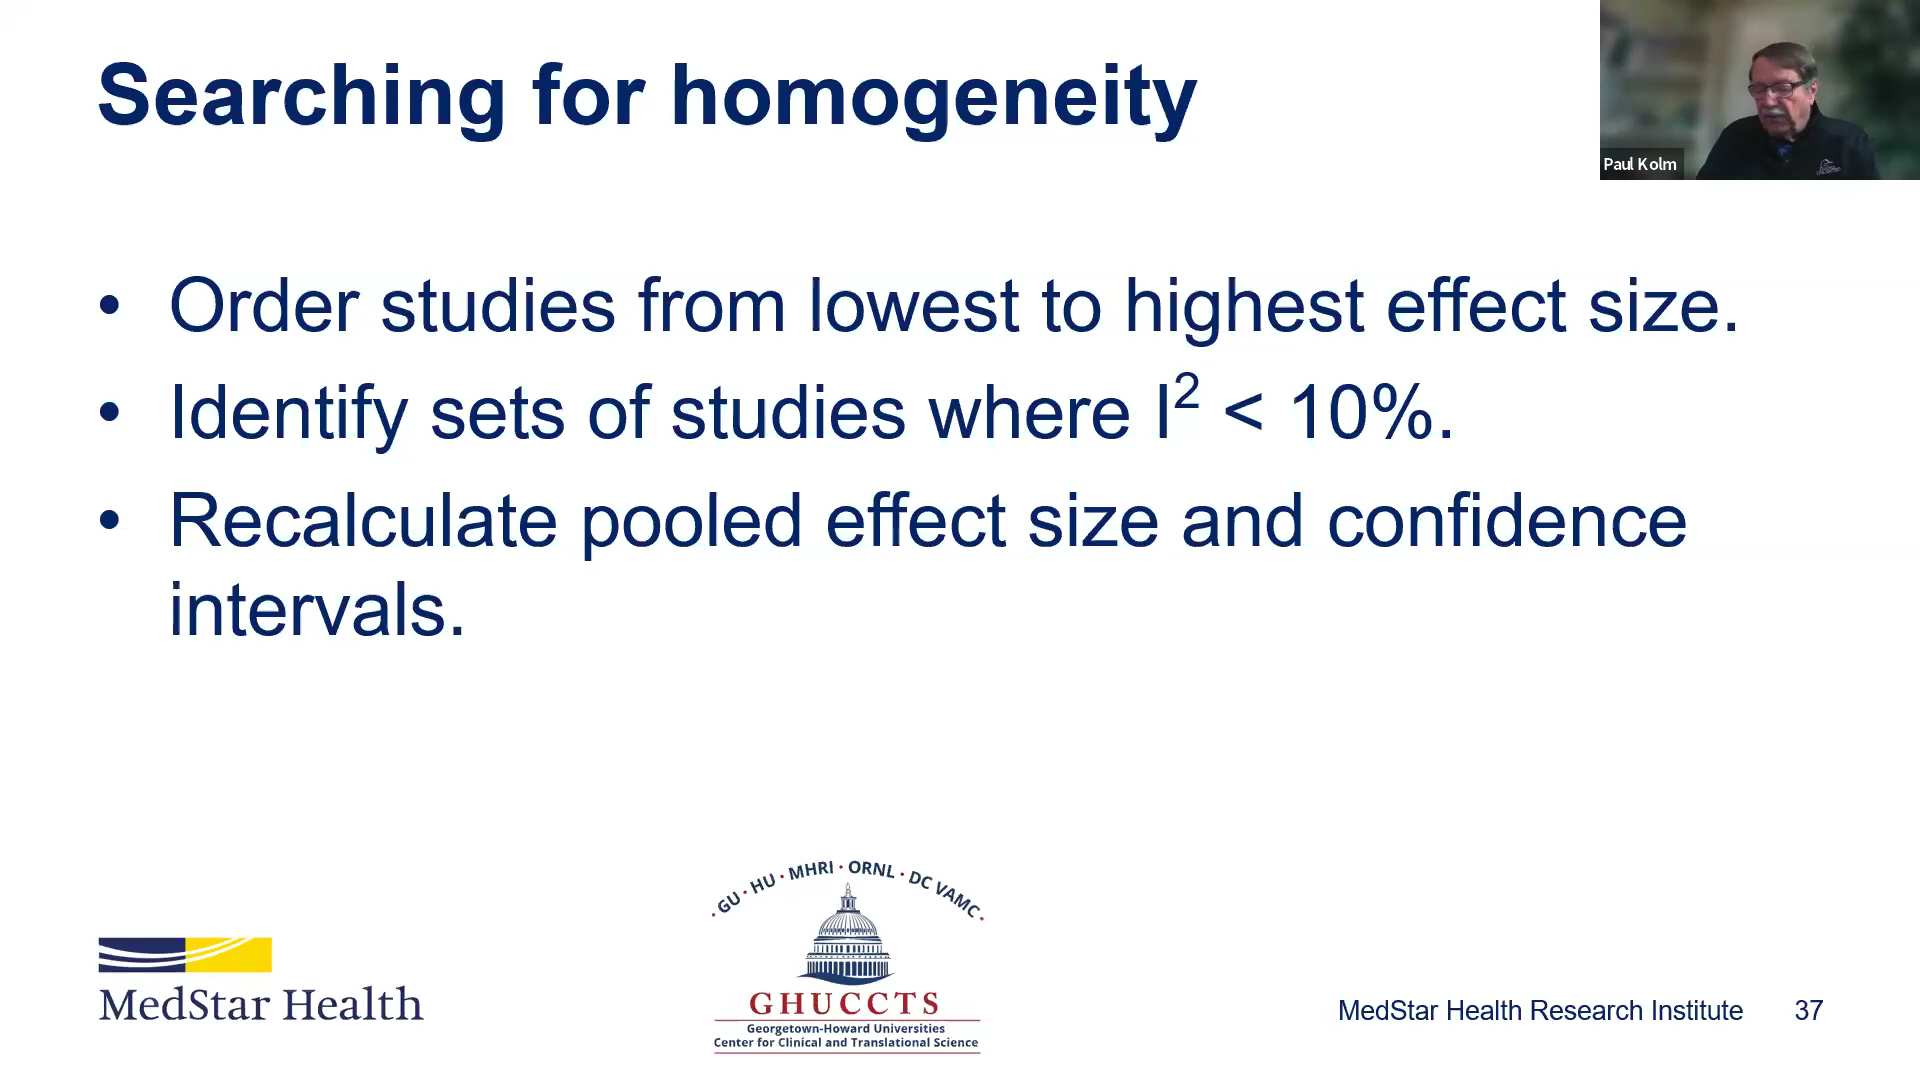 Searching for homogeneity
Paul Kolm
• Order studies from lowest to highest effect size.
• Identify sets of studies where I² < 10%.
• Recalculate pooled effect size and confidence
intervals.
· GU · HU · MHRI · ORNL · DC VAMC ·
GHUCCTS
Georgetown-Howard Universities
Center for Clinical and Translational Science
MedStar Health
MedStar Health Research Institute 37